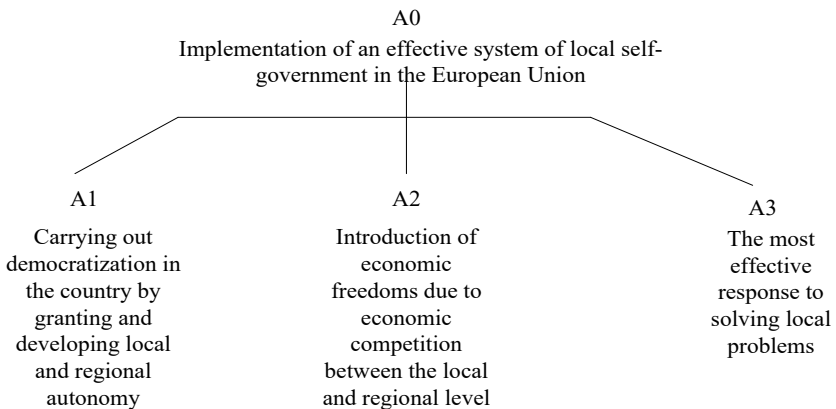 A0
Implementation of an effective system of local self-
government in the European Union
A1
Carrying out
democratization in
the country by
granting and
developing local
and regional
autonomy
A2
Introduction of
economic
freedoms due to
economic
competition
between the local
and regional level
A3
The most
effective
response to
solving local
problems